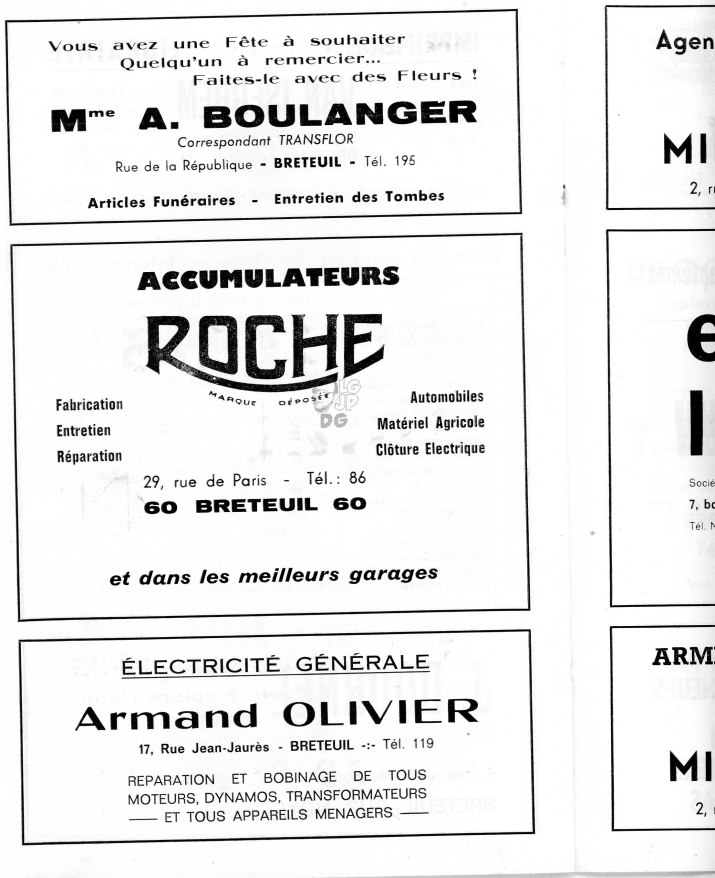 Vous avez une Fête à souhaiter
Quelqu'un à remercier...
Faites-le avec des Fleurs !
Mme A. BOULANGER
Correspondant TRANSFLOR
Rue de la République - BRETEUIL - Tél. 195
Articles Funéraires - Entretien des Tombes
ACCUMULATEURS
ROCHE
MARQUE DÉPOSÉE
LG
JP
DG
Fabrication
Entretien
Réparation
Automobiles
Matériel Agricole
Clôture Electrique
29, rue de Paris - Tél.: 86
60 BRETEUIL 60
et dans les meilleurs garages
ÉLECTRICITÉ GÉNÉRALE
Armand OLIVIER
17, Rue Jean-Jaurès - BRETEUIL -:- Tél. 119
REPARATION ET BOBINAGE DE TOUS
MOTEURS, DYNAMOS, TRANSFORMATEURS
—— ET TOUS APPAREILS MENAGERS ——
Agen
MI
2, r
e
Socié
7, bo
Tél. N
ARM
MI
2,